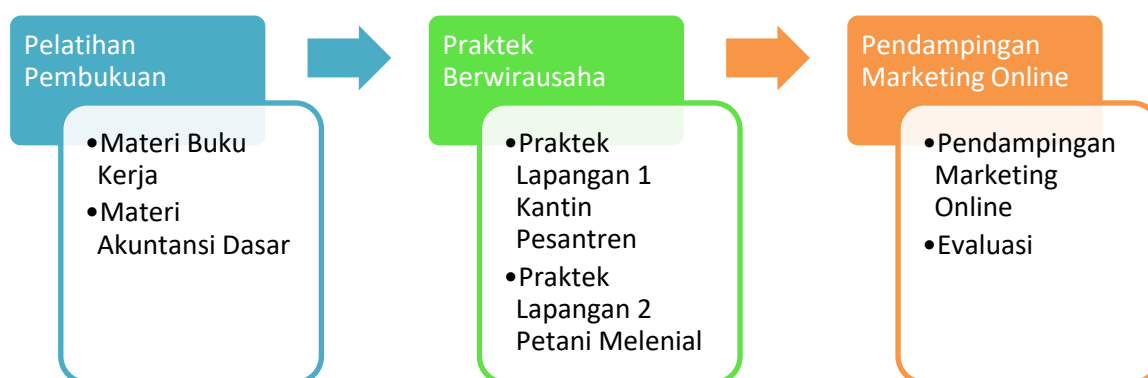 Pelatihan
Pembukuan
•Materi Buku
Kerja
•Materi
Akuntansi Dasar
Praktek
Berwirausaha
•Praktek
Lapangan 1
Kantin
Pesantren
•Praktek
Lapangan 2
Petani Melenial
Pendampingan
Marketing Online
•Pendampingan
Marketing
Online
•Evaluasi